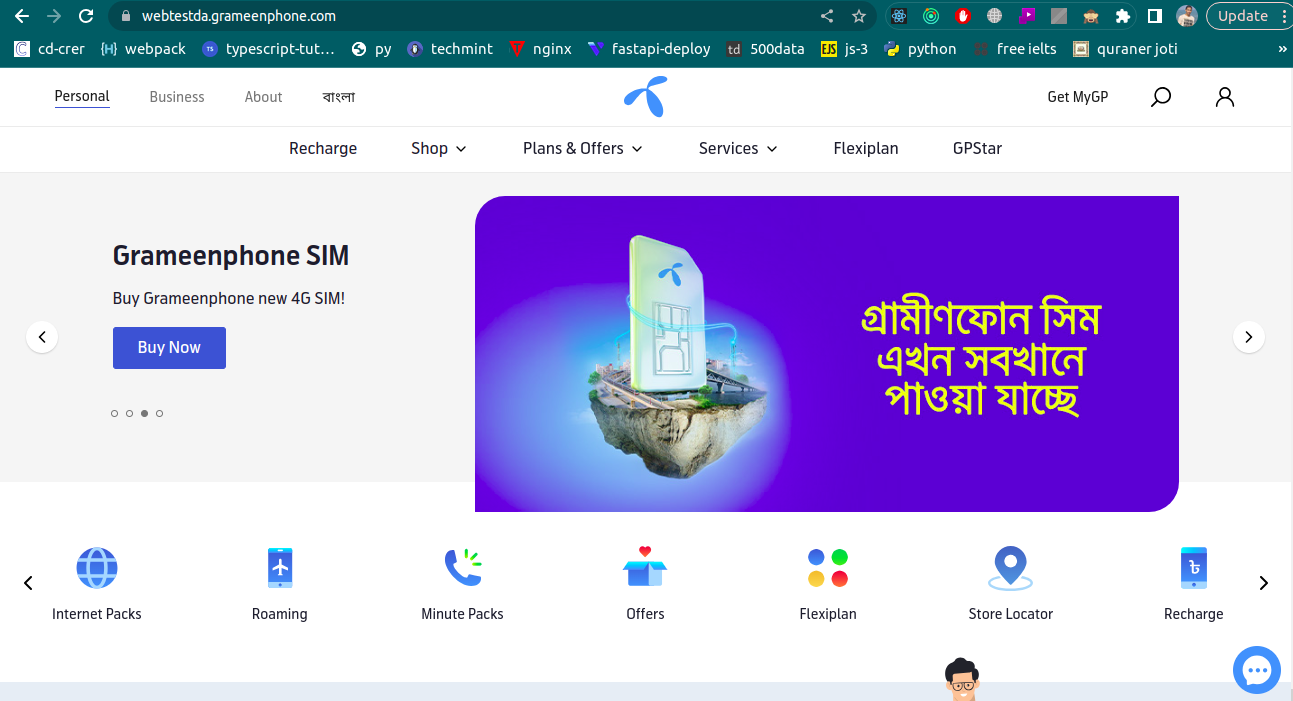 webtestda.grameenphone.com
Update
cd-crer
{H} webpack
TS typescript-tut...
py
techmint
nginx
fastapi-deploy
td 500data
EJS js-3
python
free ielts
quraner joti
»
Personal
Business
About
বাংলা
Get MyGP
Recharge
Shop
Plans & Offers
Services
Flexiplan
GPStar
Grameenphone SIM
Buy Grameenphone new 4G SIM!
Buy Now
গ্রামীণফোন সিম
এখন সবখানে
পাওয়া যাচ্ছে
Internet Packs
Roaming
Minute Packs
Offers
Flexiplan
Store Locator
৳
Recharge